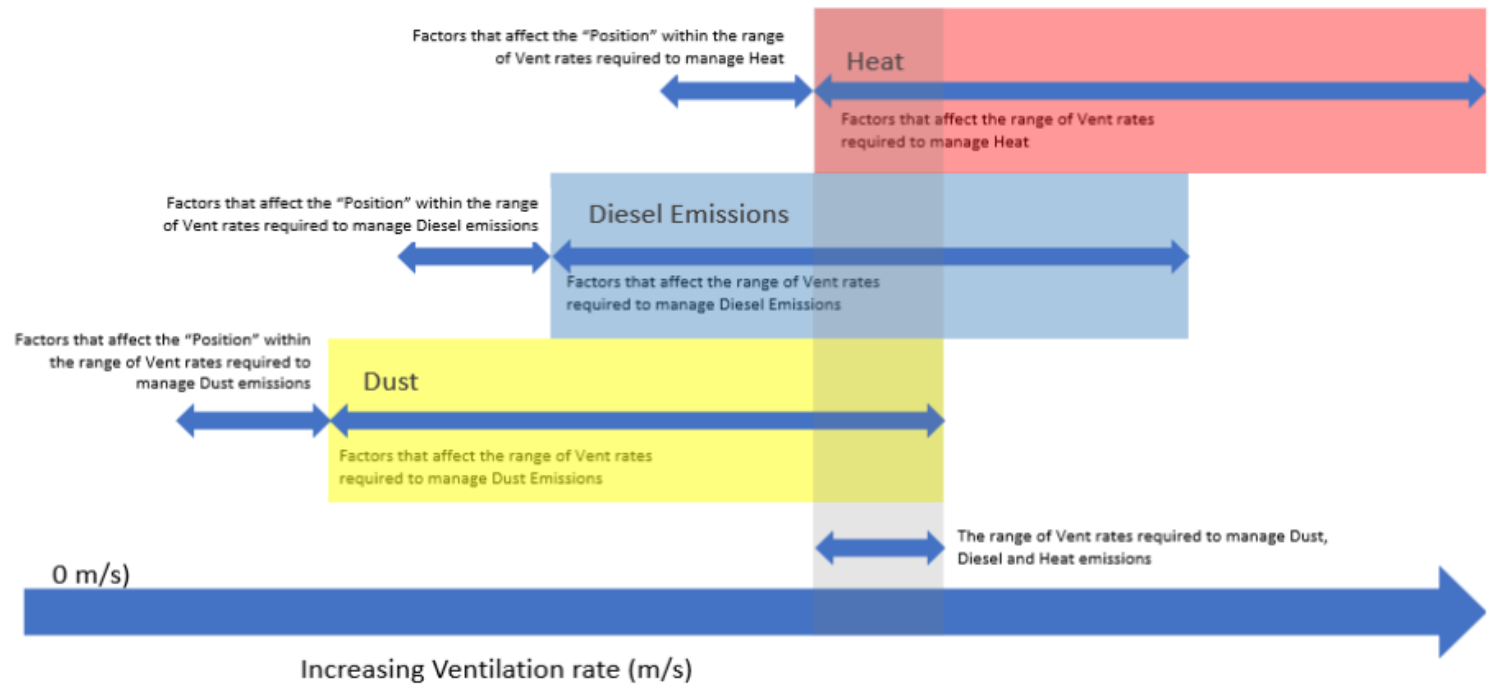 Factors that affect the “Position” within the range
of Vent rates required to manage Heat
Heat
Factors that affect the range of Vent rates
required to manage Heat
Factors that affect the “Position” within the range
of Vent rates required to manage Diesel emissions
Diesel Emissions
Factors that affect the range of Vent rates
required to manage Diesel Emissions
Factors that affect the “Position” within
the range of Vent rates required to
manage Dust emissions
Dust
Factors that affect the range of Vent rates
required to manage Dust Emissions
The range of Vent rates required to manage Dust,
Diesel and Heat emissions
0 m/s)
Increasing Ventilation rate (m/s)